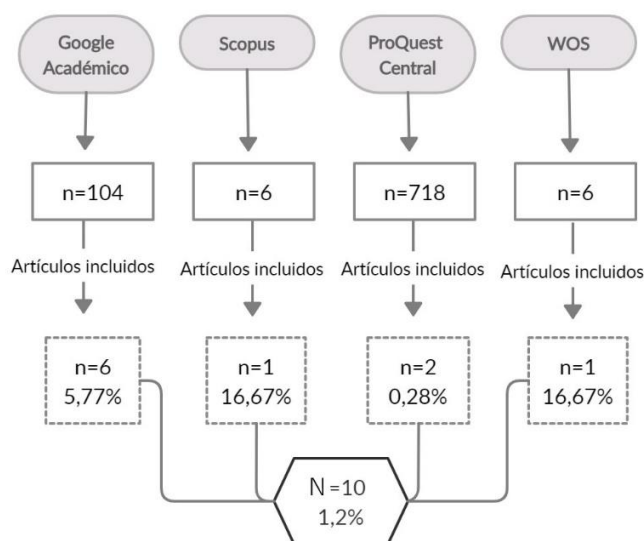 Google
Académico
Scopus
ProQuest
Central
WOS
n=104
n=6
n=718
n=6
Artículos incluidos
Artículos incluidos
Artículos incluidos
Artículos incluidos
n=6
5,77%
n=1
16,67%
n=2
0,28%
n=1
16,67%
N=10
1,2%